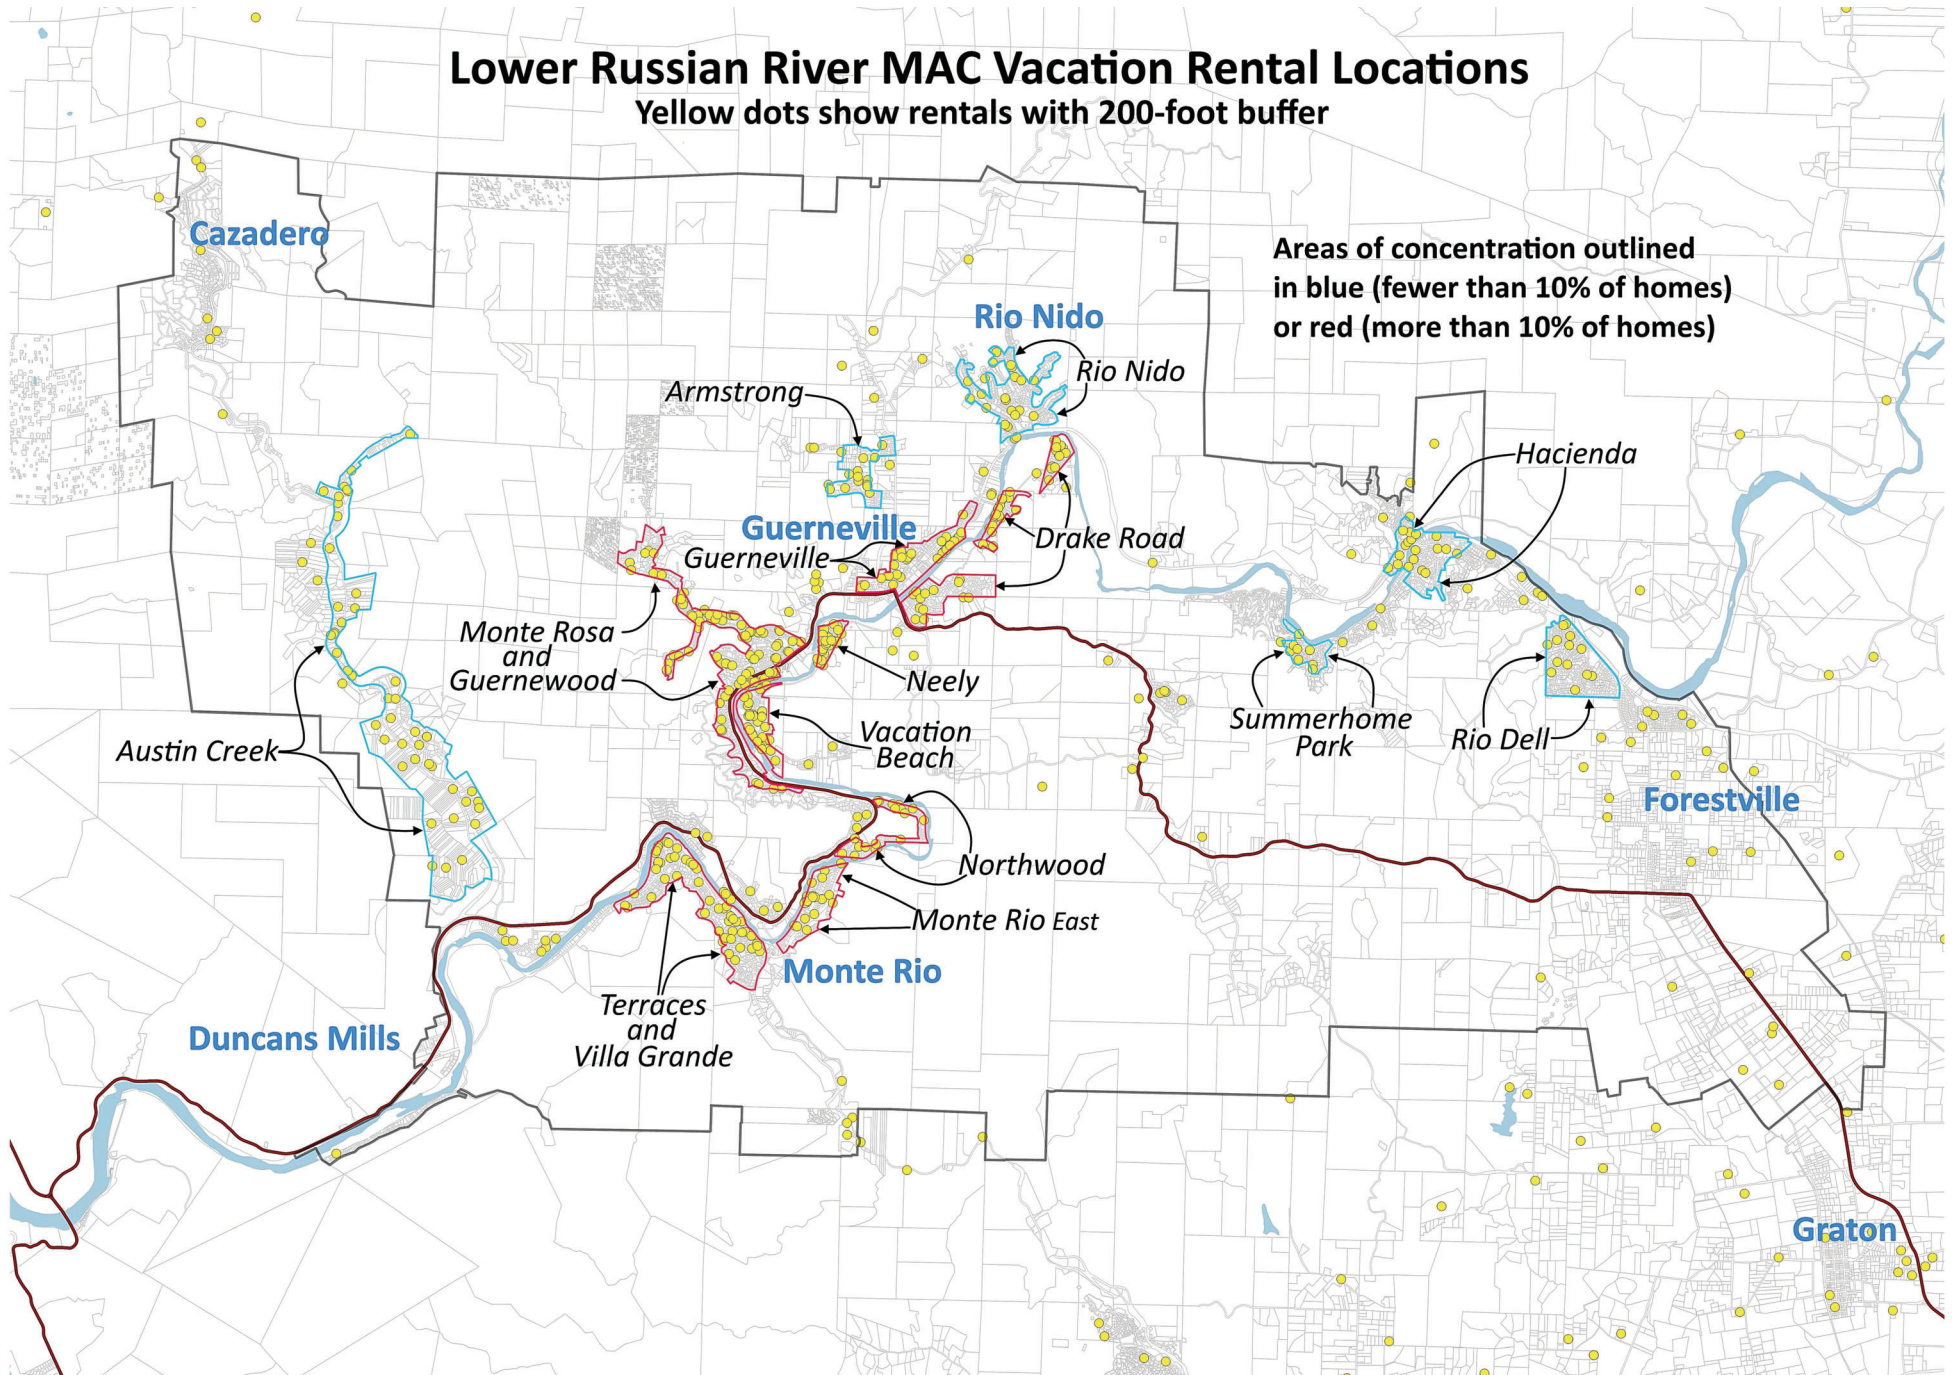 Lower Russian River MAC Vacation Rental Locations
Yellow dots show rentals with 200-foot buffer
Cazadero
Areas of concentration outlined
in blue (fewer than 10% of homes)
or red (more than 10% of homes)
Rio Nido
Rio Nido
Armstrong
Hacienda
Guerneville
Guerneville
Drake Road
Monte Rosa
and
Guernewood
Neely
Vacation
Beach
Summerhome
Park
Rio Dell
Austin Creek
Forestville
Northwood
Monte Rio East
Monte Rio
Terraces
and
Villa Grande
Duncans Mills
Graton